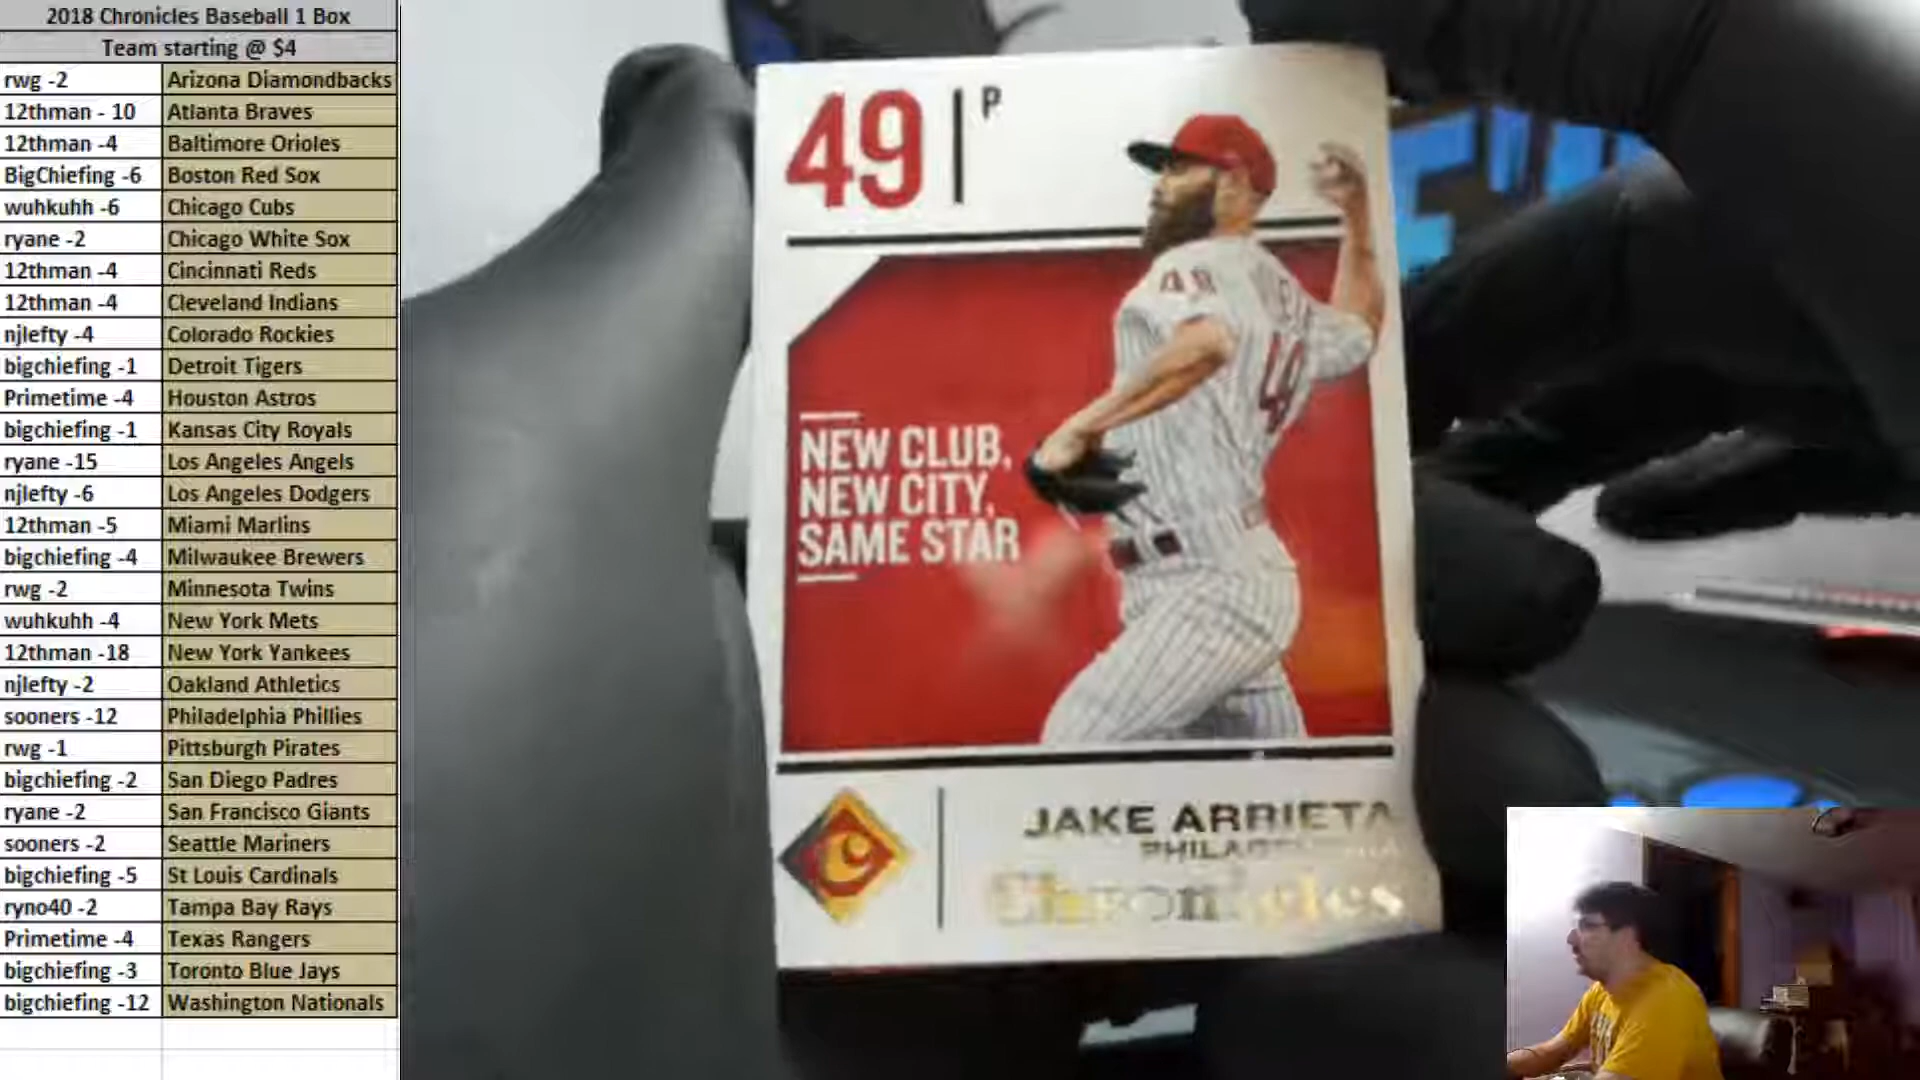 2018 Chronicles Baseball 1 Box
Team starting @ $4
rwg -2 Arizona Diamondbacks
12thman - 10 Atlanta Braves
12thman -4 Baltimore Orioles
BigChiefing -6 Boston Red Sox
wuhkuhh -6 Chicago Cubs
ryane -2 Chicago White Sox
12thman -4 Cincinnati Reds
12thman -4 Cleveland Indians
njlefty -4 Colorado Rockies
bigchiefing -1 Detroit Tigers
Primetime -4 Houston Astros
bigchiefing -1 Kansas City Royals
ryane -15 Los Angeles Angels
njlefty -6 Los Angeles Dodgers
12thman -5 Miami Marlins
bigchiefing -4 Milwaukee Brewers
rwg -2 Minnesota Twins
wuhkuhh -4 New York Mets
12thman -18 New York Yankees
njlefty -2 Oakland Athletics
sooners -12 Philadelphia Phillies
rwg -1 Pittsburgh Pirates
bigchiefing -2 San Diego Padres
ryane -2 San Francisco Giants
sooners -2 Seattle Mariners
bigchiefing -5 St Louis Cardinals
ryno40 -2 Tampa Bay Rays
Primetime -4 Texas Rangers
bigchiefing -3 Toronto Blue Jays
bigchiefing -12 Washington Nationals
49 P
NEW CLUB,
NEW CITY,
SAME STAR
JAKE ARRIETA
Chronicles